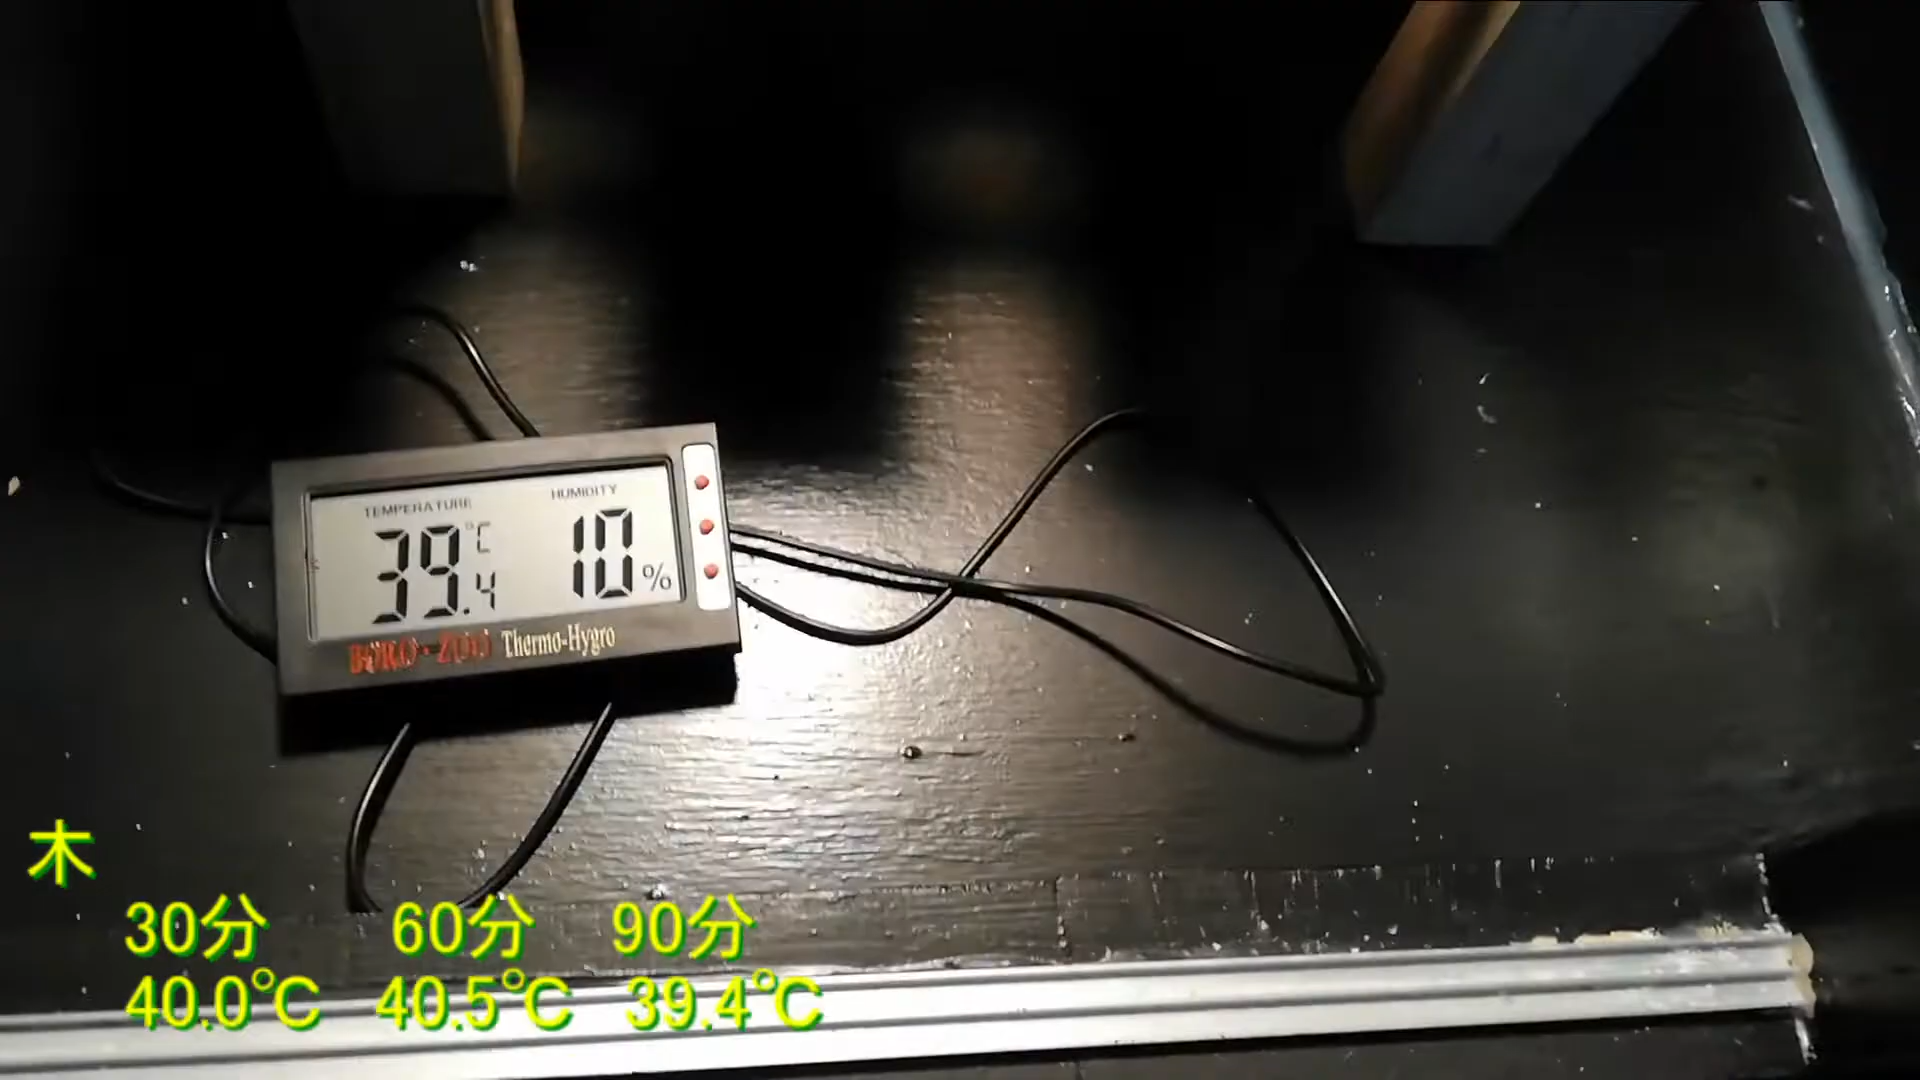 TEMPERATURE HUMIDITY
39.4 °C 10 %
Thermo-Hygro
木
30分 60分 90分
40.0℃ 40.5℃ 39.4℃